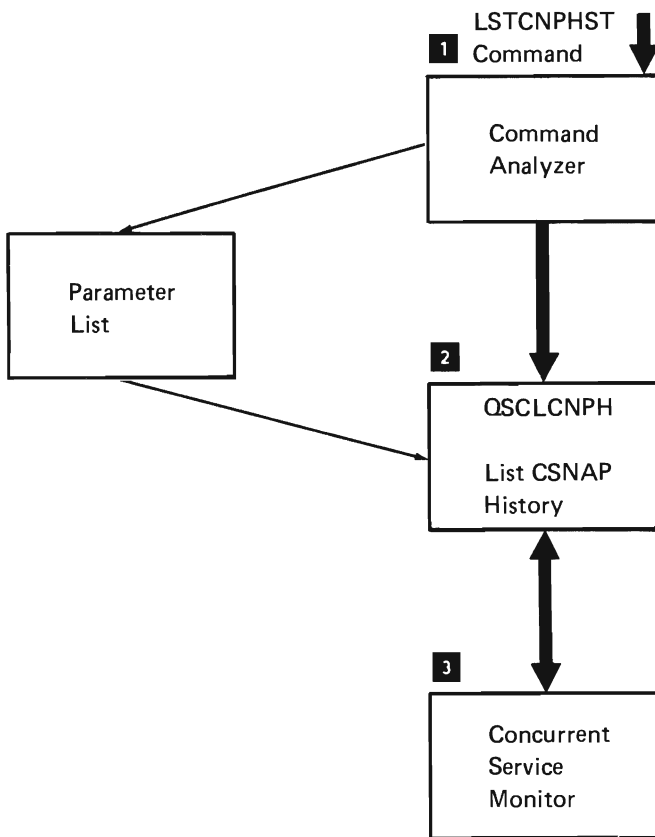 LSTCNPHST
1 Command
Command
Analyzer
Parameter
List
2
QSCLCNPH
List CSNAP
History
3
Concurrent
Service
Monitor